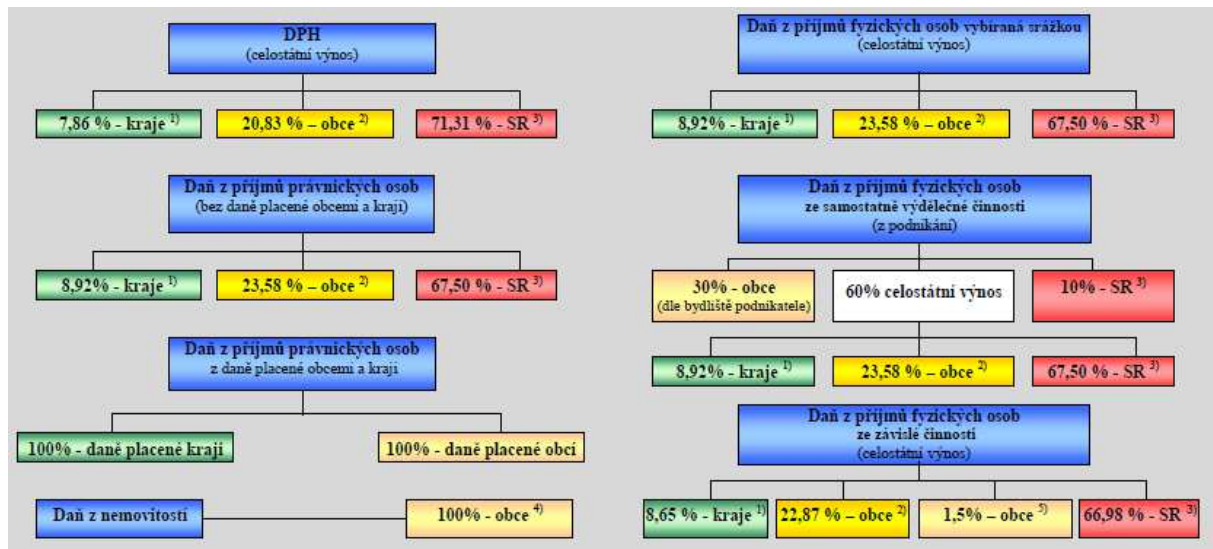 DPH
(celostátní výnos)
7,86 % - kraje 1)
20,83 % – obce 2)
71,31 % - SR 3)
Daň z příjmů právnických osob
(bez daně placené obcemi a kraji)
8,92% - kraje 1)
23,58 % – obce 2)
67,50 % - SR 3)
Daň z příjmů právnických osob
z daně placené obcemi a kraji
100% - daně placené krají
100% - daně placené obcí
Daň z nemovitostí
100% - obce 4)
Daň z příjmů fyzických osob vybíraná srážkou
(celostátní výnos)
8,92% - kraje 1)
23,58 % – obce 2)
67,50 % - SR 3)
Daň z příjmů fyzických osob
ze samostatně výdělečné činnosti
(z podnikání)
30% - obce
(dle bydliště podnikatele)
60% celostátní výnos
10% - SR 3)
8,92% - kraje 1)
23,58 % – obce 2)
67,50 % - SR 3)
Daň z příjmů fyzických osob
ze závislé činnosti
(celostátní výnos)
8,65 % - kraje 1)
22,87 % – obce 2)
1,5% – obce 5)
66,98 % - SR 3)